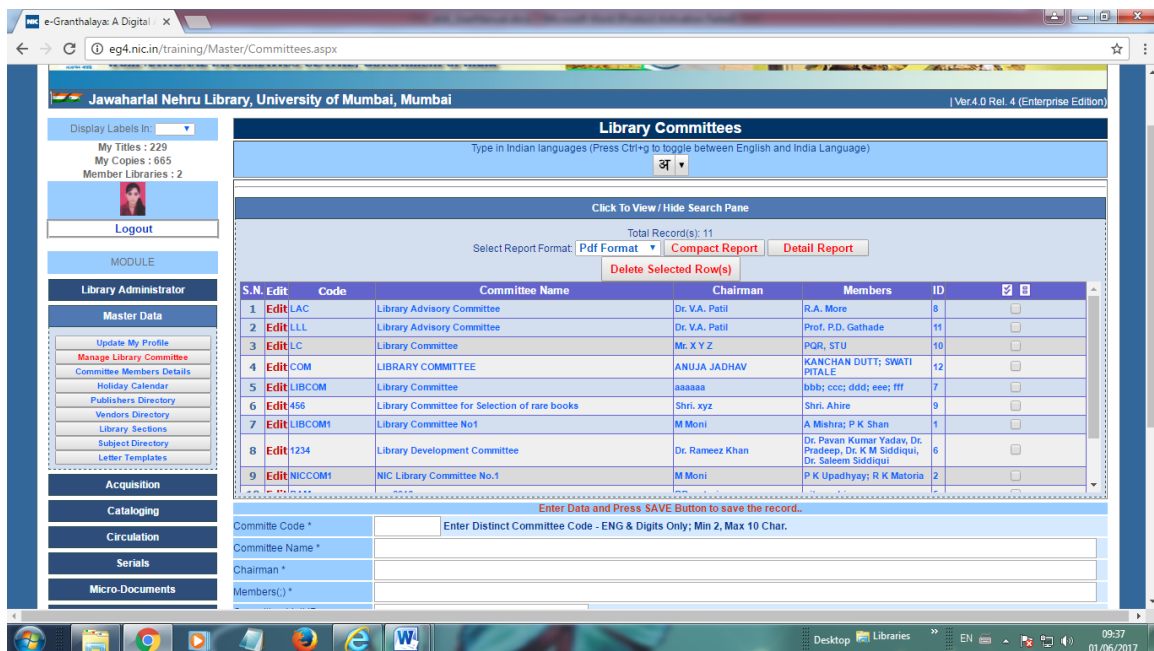 e-Granthalaya: A Digital
eg4.nic.in/training/Master/Committees.aspx
Jawaharlal Nehru Library, University of Mumbai, Mumbai
| Ver.4.0 Rel. 4 (Enterprise Edition)
Display Labels In:
My Titles : 229
My Copies : 665
Member Libraries : 2
Logout
MODULE
Library Administrator
Master Data
Update My Profile
Manage Library Committee
Committee Members Details
Holiday Calendar
Publishers Directory
Vendors Directory
Library Sections
Subject Directory
Letter Templates
Acquisition
Cataloging
Circulation
Serials
Micro-Documents
Library Committees
Type in Indian languages (Press Ctrl+g to toggle between English and India Language)
अ
Click To View / Hide Search Pane
Total Record(s): 11
Select Report Format: Pdf Format Compact Report Detail Report
Delete Selected Row(s)
S.N. Edit Code Committee Name Chairman Members ID
1 Edit LAC Library Advisory Committee Dr. V.A. Patil R.A. More 8
2 Edit LLL Library Advisory Committee Dr. V.A. Patil Prof. P.D. Gathade 11
3 Edit LC Library Committee Mr. X Y Z PQR, STU 10
4 Edit COM LIBRARY COMMITTEE ANUJA JADHAV KANCHAN DUTT; SWATI PITALE 12
5 Edit LIBCOM Library Committee aaaaaa bbb; ccc; ddd; eee; fff 7
6 Edit 456 Library Committee for Selection of rare books Shri. xyz Shri. Ahire 9
7 Edit LIBCOM1 Library Committee No1 M Moni A Mishra; P K Shan 1
8 Edit 1234 Library Development Committee Dr. Rameez Khan Dr. Pavan Kumar Yadav, Dr. Pradeep, Dr. K M Siddiqui, Dr. Saleem Siddiqui 6
9 Edit NICCOM1 NIC Library Committee No.1 M Moni P K Upadhyay; R K Matoria 2
Enter Data and Press SAVE Button to save the record..
Committe Code * Enter Distinct Committee Code - ENG & Digits Only; Min 2, Max 10 Char.
Committee Name *
Chairman *
Members(;) *
Desktop Libraries » EN 09:37
01/06/2017